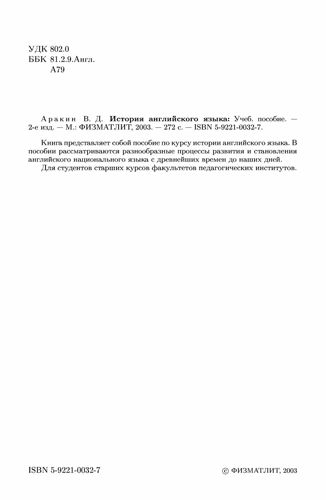 УДК 802.0
ББК 81.2.9.Англ.
А79
Аракин В. Д. История английского языка: Учеб. пособие. —
2-е изд. — М.: ФИЗМАТЛИТ, 2003. — 272 с. — ISBN 5-9221-0032-7.
Книга представляет собой пособие по курсу истории английского языка. В
пособии рассматриваются разнообразные процессы развития и становления
английского национального языка с древнейших времен до наших дней.
Для студентов старших курсов факультетов педагогических институтов.
ISBN 5-9221-0032-7
© ФИЗМАТЛИТ, 2003